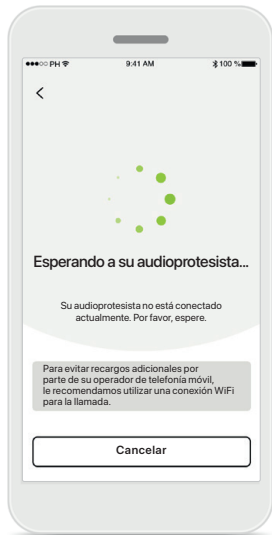 PH 9:41 AM 100 %
Esperando a su audioprotesista...
Su audioprotesista no está conectado
actualmente. Por favor, espere.
Para evitar recargos adicionales por
parte de su operador de telefonía móvil,
le recomendamos utilizar una conexión WiFi
para la llamada.
Cancelar